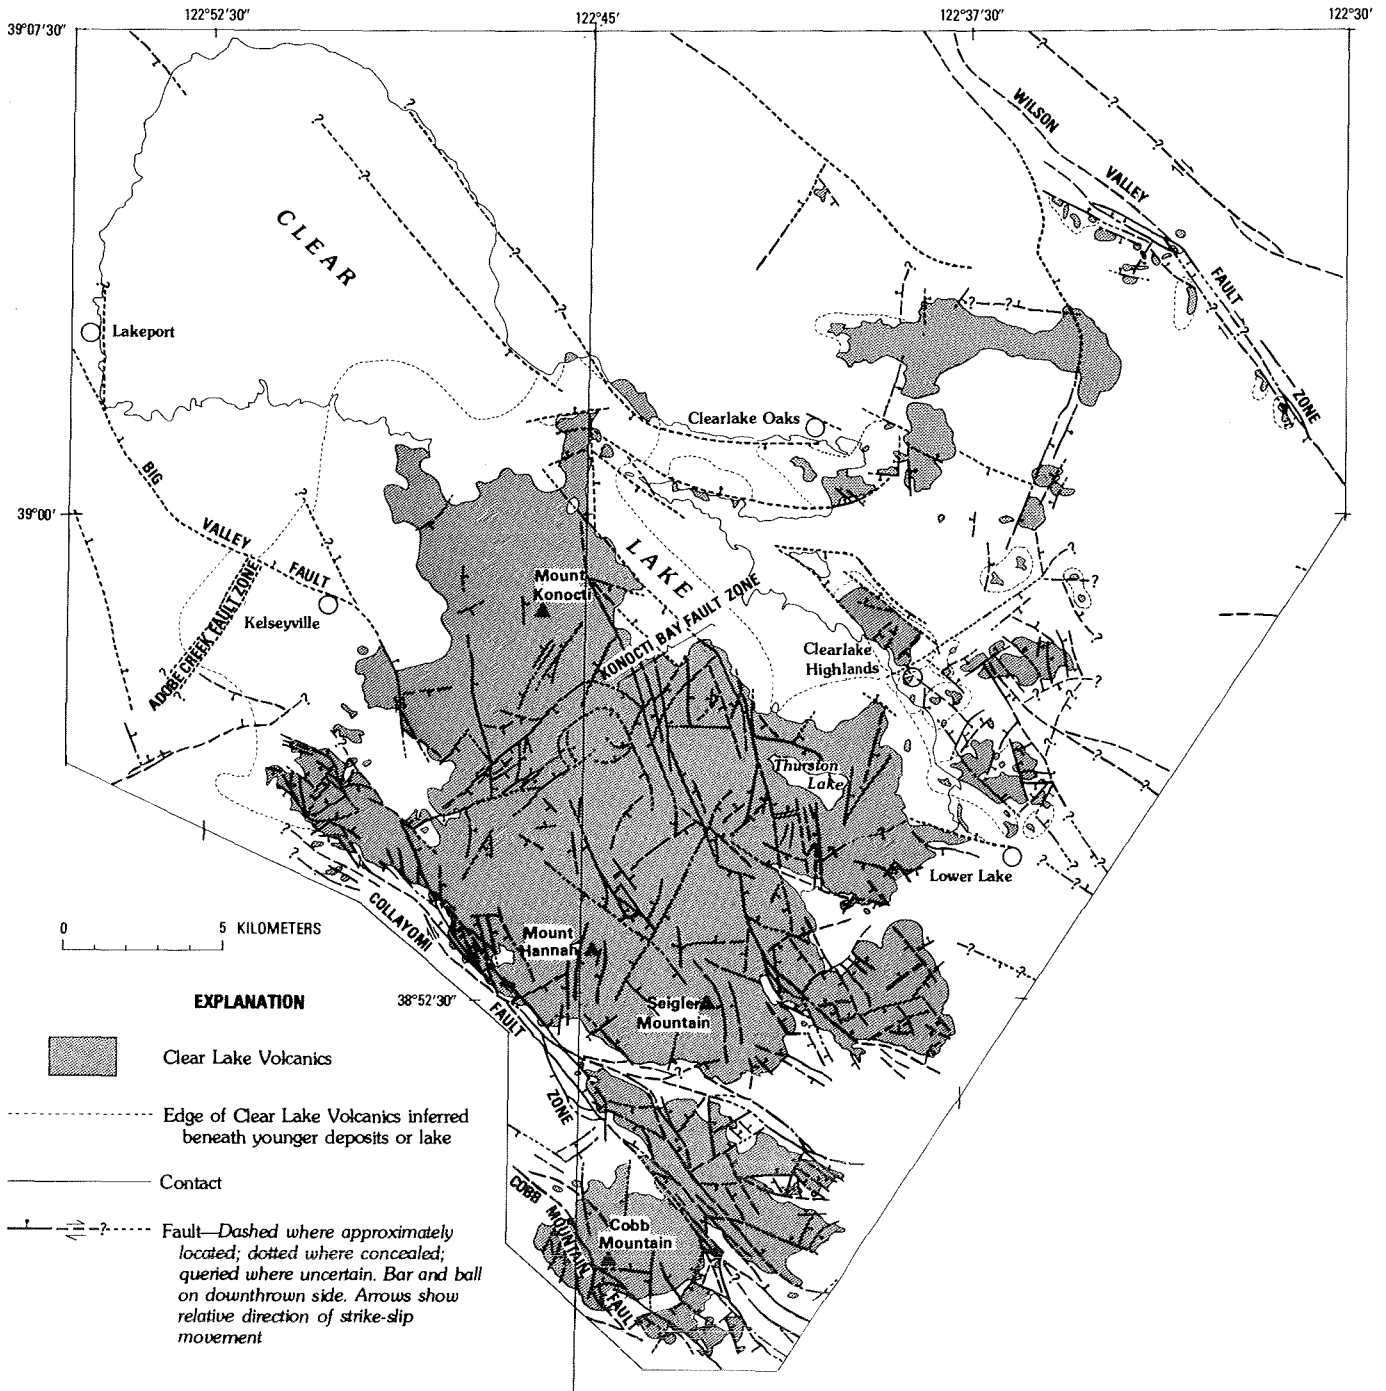 122°52'30"
122°45'
122°37'30"
122°30'
39°07'30"
WILSON
VALLEY
FAULT
ZONE
CLEAR
Lakeport
Clearlake Oaks
BIG
VALLEY
FAULT
39°00'
LAKE
Mount
Konocti
KONOCTI BAY FAULT ZONE
ADOBE CREEK FAULT ZONE
Kelseyville
Clearlake
Highlands
Thurston
Lake
Lower Lake
COLLAYOMI
FAULT
ZONE
0 5 KILOMETERS
Mount
Hannah
38°52'30"
Seigler
Mountain
COBB
MOUNTAIN
FAULT
Cobb
Mountain
EXPLANATION
Clear Lake Volcanics
Edge of Clear Lake Volcanics inferred
beneath younger deposits or lake
Contact
Fault—Dashed where approximately
located; dotted where concealed;
queried where uncertain. Bar and ball
on downthrown side. Arrows show
relative direction of strike-slip
movement